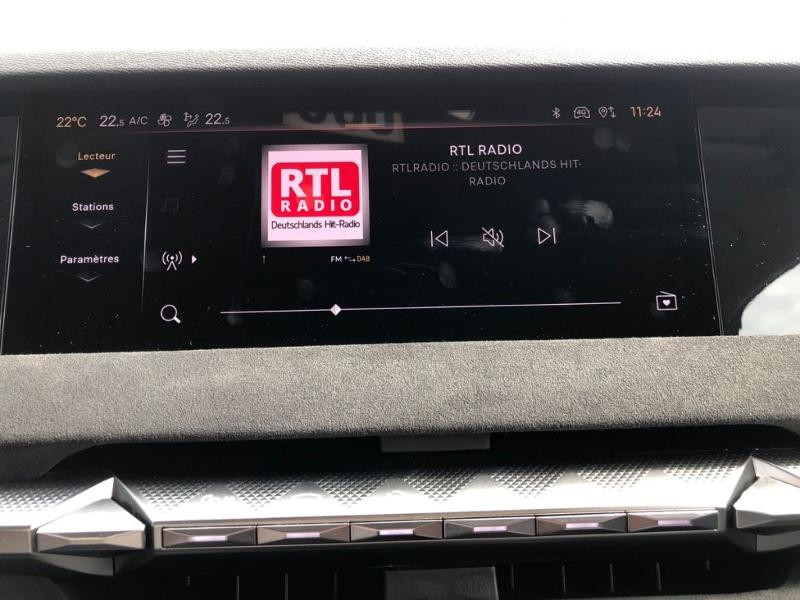 22°C 22.5 A/C 22.5 4G 11:24
Lecteur
Stations
Paramètres
RTL
RADIO
Deutschlands Hit-Radio
FM DAB
RTL RADIO
RTLRADIO :: DEUTSCHLANDS HIT-
RADIO